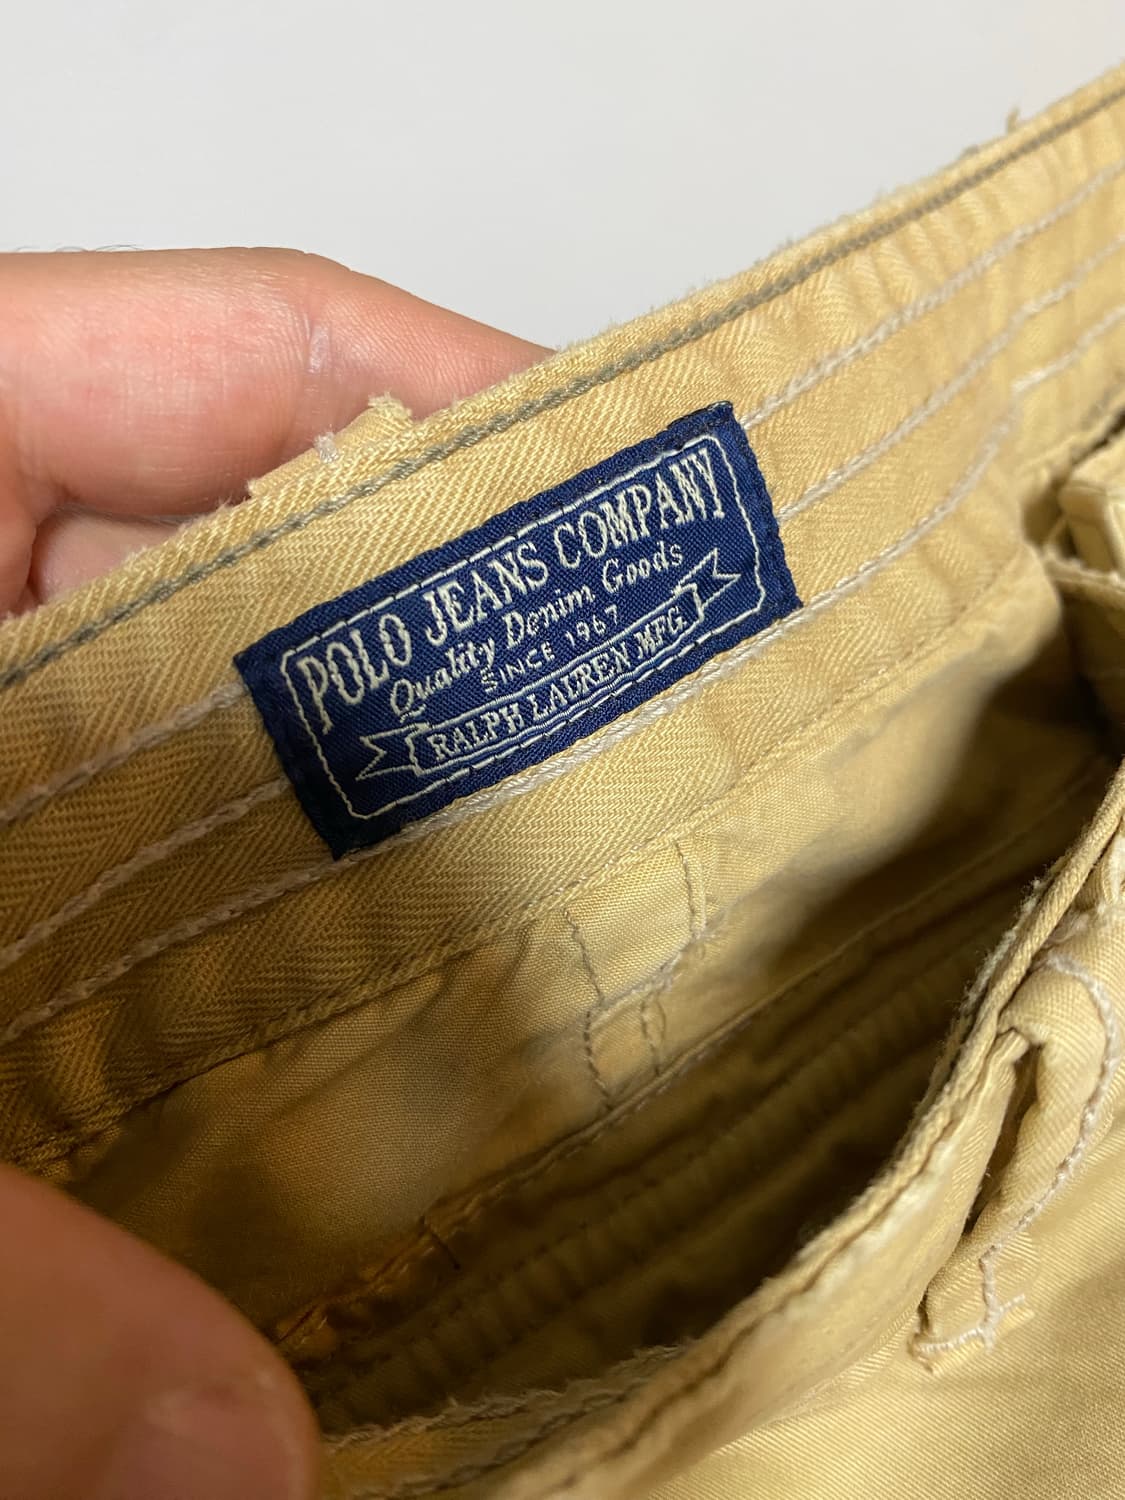 POLO JEANS COMPANY
Quality Denim Goods
SINCE 1967
RALPH LAUREN MFG.